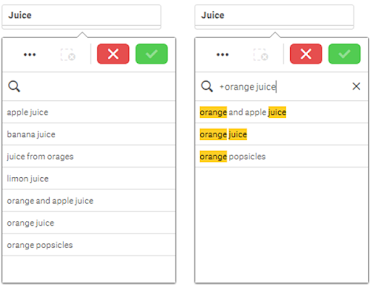 Juice
apple juice
banana juice
juice from orages
limon juice
orange and apple juice
orange juice
orange popsicles
Juice
+orange juice
orange and apple juice
orange juice
orange popsicles